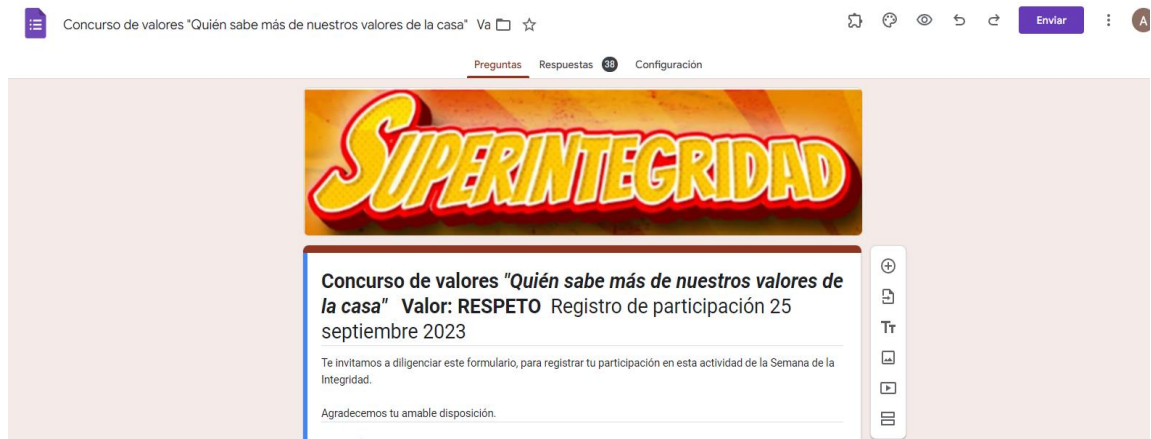 Concurso de valores "Quién sabe más de nuestros valores de la casa" Va
Enviar
A
Preguntas Respuestas 38 Configuración
SUPERINTEGRIDAD
Concurso de valores "Quién sabe más de nuestros valores de
la casa" Valor: RESPETO Registro de participación 25
septiembre 2023
Te invitamos a diligenciar este formulario, para registrar tu participación en esta actividad de la Semana de la
Integridad.
Agradecemos tu amable disposición.
Tт